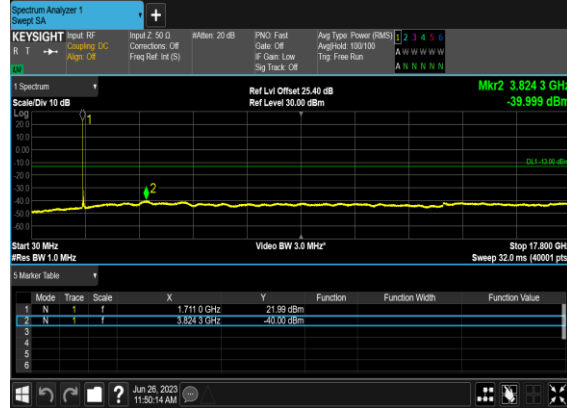 Spectrum Analyzer 1
Swept SA
+
KEYSIGHT
R T
Input: RF
Coupling: DC
Align: Off
Input Z: 50 Ω
Corrections: Off
Freq Ref: Int (S)
#Atten: 20 dB
PNO: Fast
Gate: Off
IF Gain: Low
Sig Track: Off
Avg Type: Power (RMS)
Avg|Hold: 100/100
Trig: Free Run
1 2 3 4 5 6
A W W W W W
A N N N N N
1 Spectrum
Scale/Div 10 dB
Ref Lvl Offset 25.40 dB
Ref Level 30.00 dBm
Mkr2 3.824 3 GHz
-39.999 dBm
Log
20.0
10.0
0.00
-10.0
-20.0
-30.0
-40.0
-50.0
-60.0
1
2
DL1 -13.00 dBm
Start 30 MHz
#Res BW 1.0 MHz
Video BW 3.0 MHz*
Stop 17.800 GHz
Sweep 32.0 ms (40001 pts)
5 Marker Table
Mode Trace Scale X Y Function Function Width Function Value
1 N 1 f 1.711 0 GHz 21.99 dBm
2 N 1 f 3.824 3 GHz -40.00 dBm
3
4
5
6
?
Jun 26, 2023
11:50:14 AM